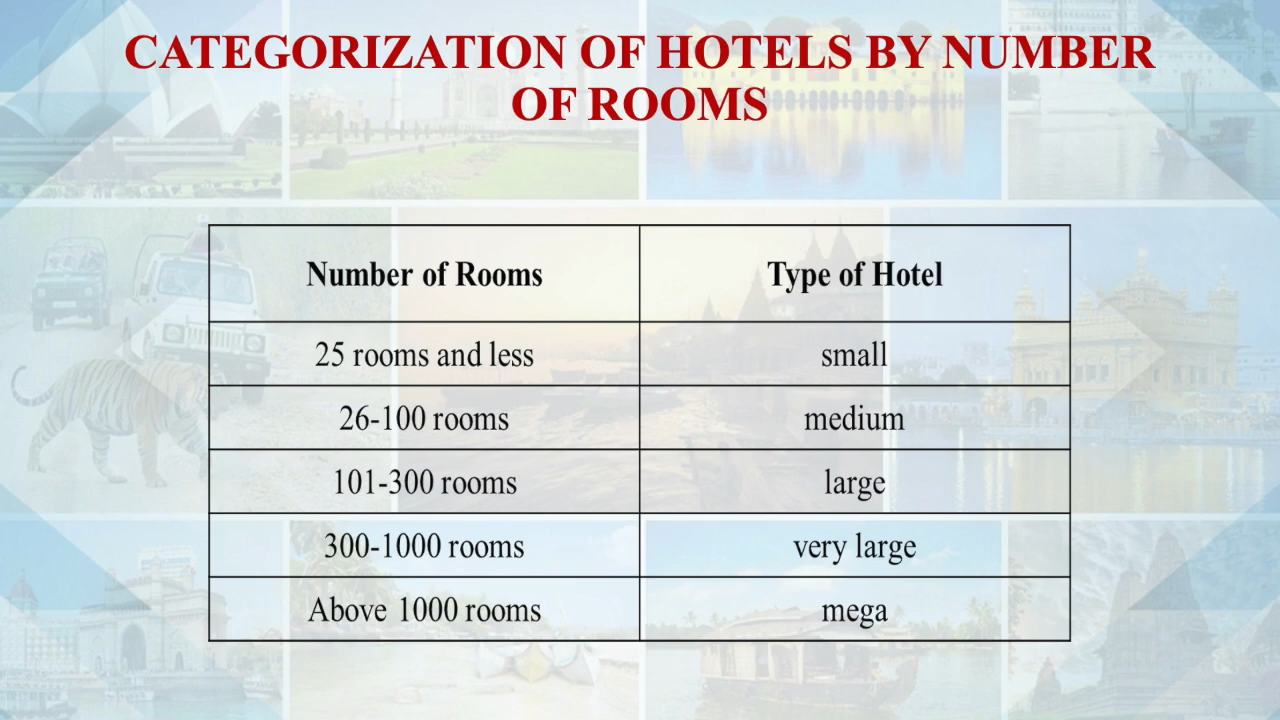 CATEGORIZATION OF HOTELS BY NUMBER
OF ROOMS
Number of Rooms Type of Hotel
25 rooms and less small
26-100 rooms medium
101-300 rooms large
300-1000 rooms very large
Above 1000 rooms mega